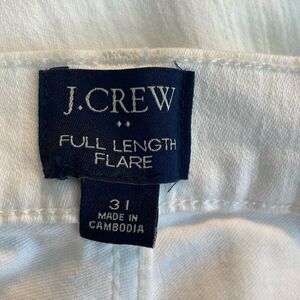 J.CREW
FULL LENGTH
FLARE
31
MADE IN
CAMBODIA